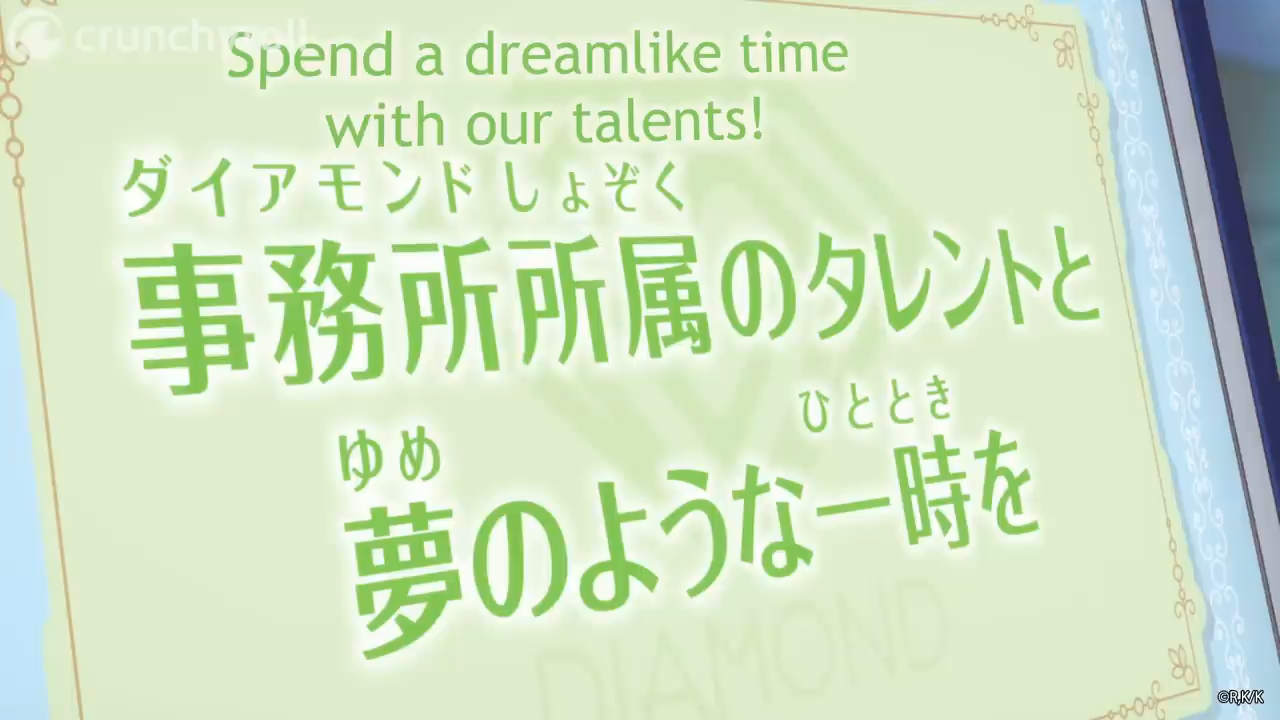 crunchyroll
Spend a dreamlike time
with our talents!
ダイアモンドしょぞく
事務所所属のタレントと
ひととき
ゆめ
夢のような一時を
DIAMOND
©R,K/K